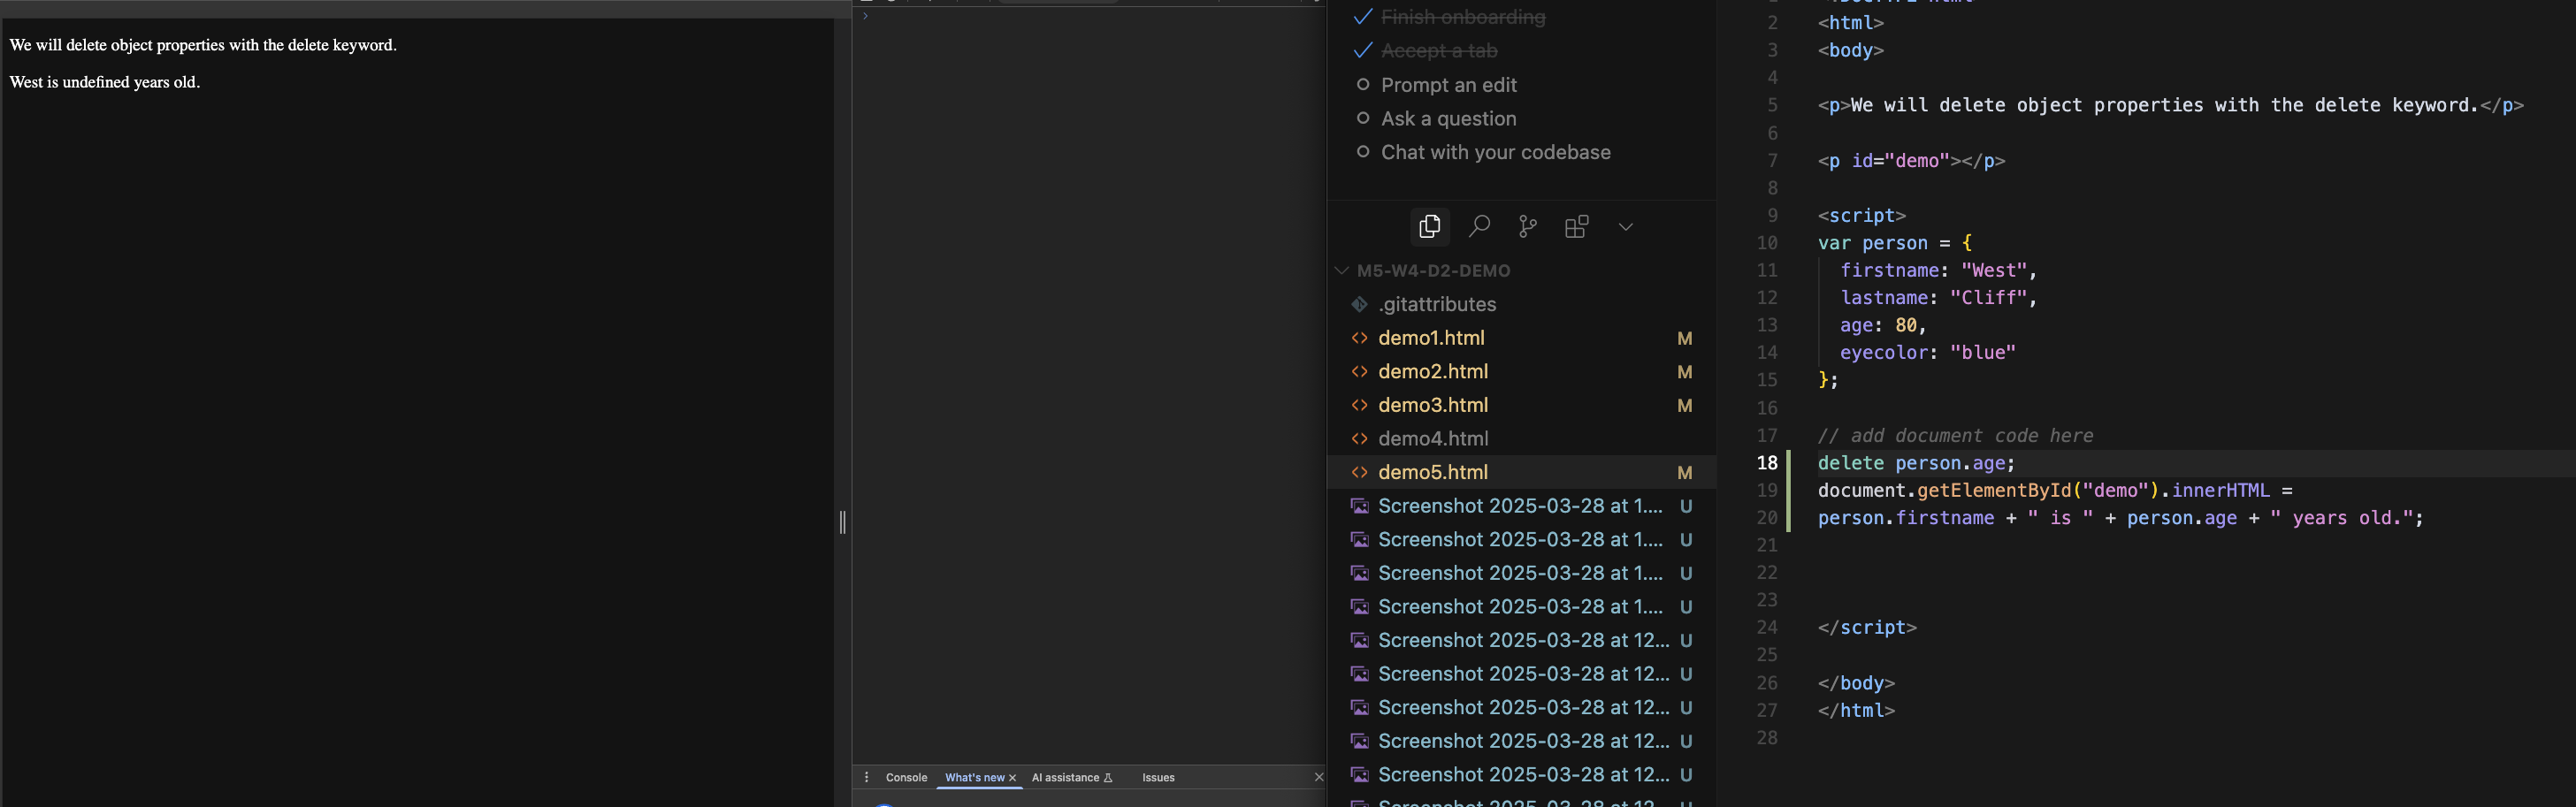 We will delete object properties with the delete keyword.
West is undefined years old.
Console
What's new
AI assistance
Issues
Finish onboarding
Accept a tab
Prompt an edit
Ask a question
Chat with your codebase
M5-W4-D2-DEMO
.gitattributes
demo1.html M
demo2.html M
demo3.html M
demo4.html
demo5.html M
Screenshot 2025-03-28 at 1.... U
Screenshot 2025-03-28 at 1.... U
Screenshot 2025-03-28 at 1.... U
Screenshot 2025-03-28 at 1.... U
Screenshot 2025-03-28 at 12... U
Screenshot 2025-03-28 at 12... U
Screenshot 2025-03-28 at 12... U
Screenshot 2025-03-28 at 12... U
Screenshot 2025-03-28 at 12... U
2 <html>
3 <body>
4
5 <p>We will delete object properties with the delete keyword.</p>
6
7 <p id="demo"></p>
8
9 <script>
10 var person = {
11 firstname: "West",
12 lastname: "Cliff",
13 age: 80,
14 eyecolor: "blue"
15 };
16
17 // add document code here
18 delete person.age;
19 document.getElementById("demo").innerHTML =
20 person.firstname + " is " + person.age + " years old.";
21
22
23
24 </script>
25
26 </body>
27 </html>
28